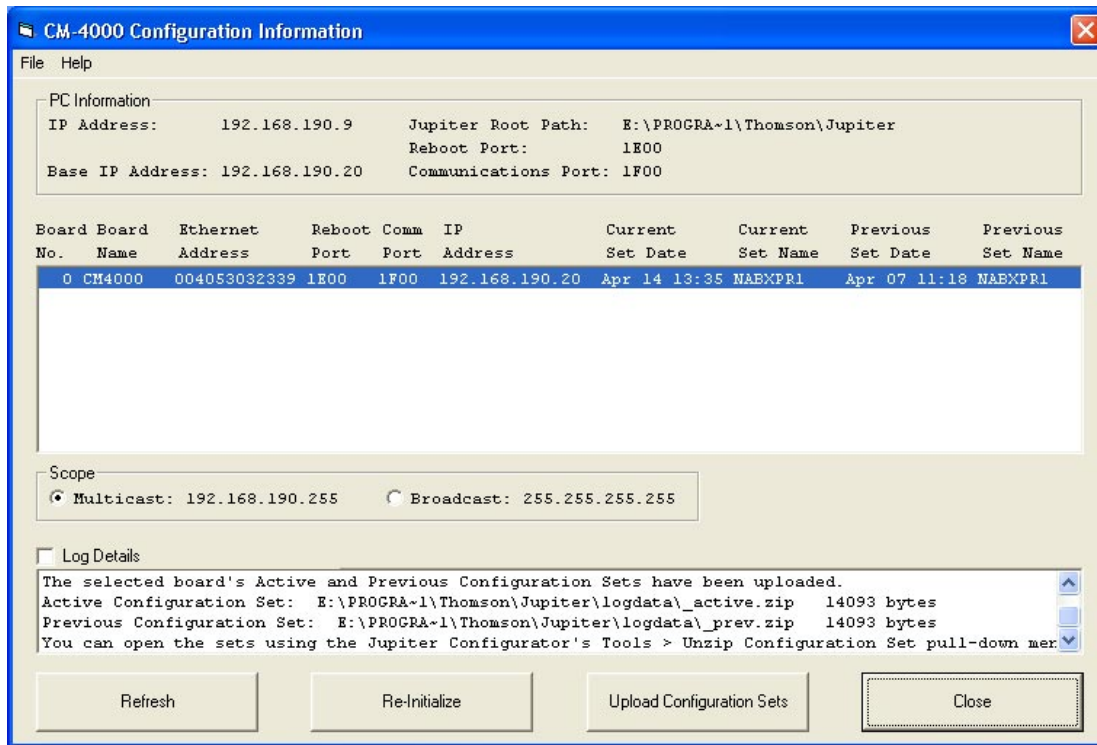 CM-4000 Configuration Information
File Help
PC Information
IP Address: 192.168.190.9 Jupiter Root Path: E:\PROGRA~1\Thomson\Jupiter
Reboot Port: 1E00
Base IP Address: 192.168.190.20 Communications Port: 1F00
Board Board Ethernet Reboot Comm IP Current Current Previous Previous
No. Name Address Port Port Address Set Date Set Name Set Date Set Name
0 CM4000 004053032339 1E00 1F00 192.168.190.20 Apr 14 13:35 NABXPR1 Apr 07 11:18 NABXPR1
Scope
Multicast: 192.168.190.255 Broadcast: 255.255.255.255
Log Details
The selected board's Active and Previous Configuration Sets have been uploaded.
Active Configuration Set: E:\PROGRA~1\Thomson\Jupiter\logdata\_active.zip 14093 bytes
Previous Configuration Set: E:\PROGRA~1\Thomson\Jupiter\logdata\_prev.zip 14093 bytes
You can open the sets using the Jupiter Configurator's Tools > Unzip Configuration Set pull-down
Refresh Re-Initialize Upload Configuration Sets Close